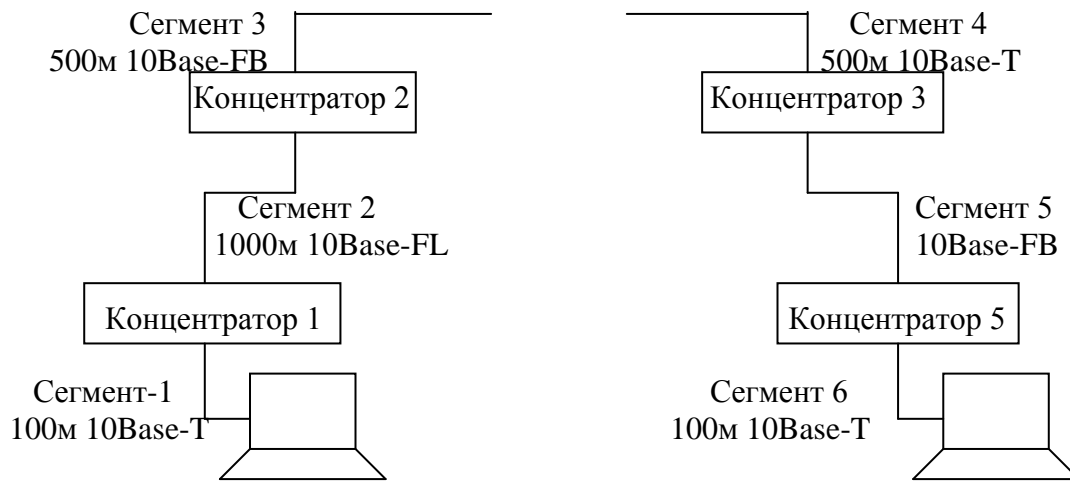 Сегмент 3
500м 10Base-FB
Концентратор 2
Сегмент 2
1000м 10Base-FL
Концентратор 1
Сегмент-1
100м 10Base-T
Сегмент 4
500м 10Base-T
Концентратор 3
Сегмент 5
10Base-FB
Концентратор 5
Сегмент 6
100м 10Base-T